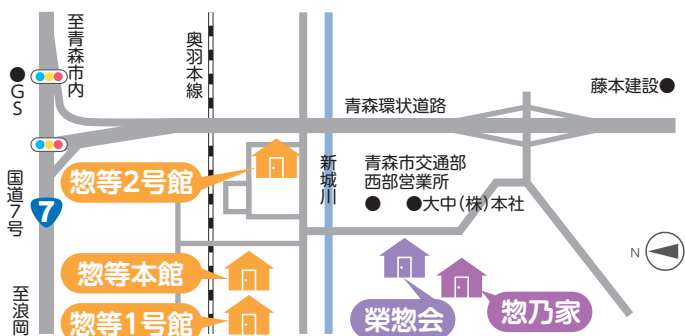 至青森市内
奥羽本線
●GS
藤本建設●
青森環状道路
国道7号
7
惣等2号館
新城川
青森市交通部
西部営業所
● ●大中(株)本社
N
惣等本館
惣等1号館
榮惣会
惣乃家
至浪岡